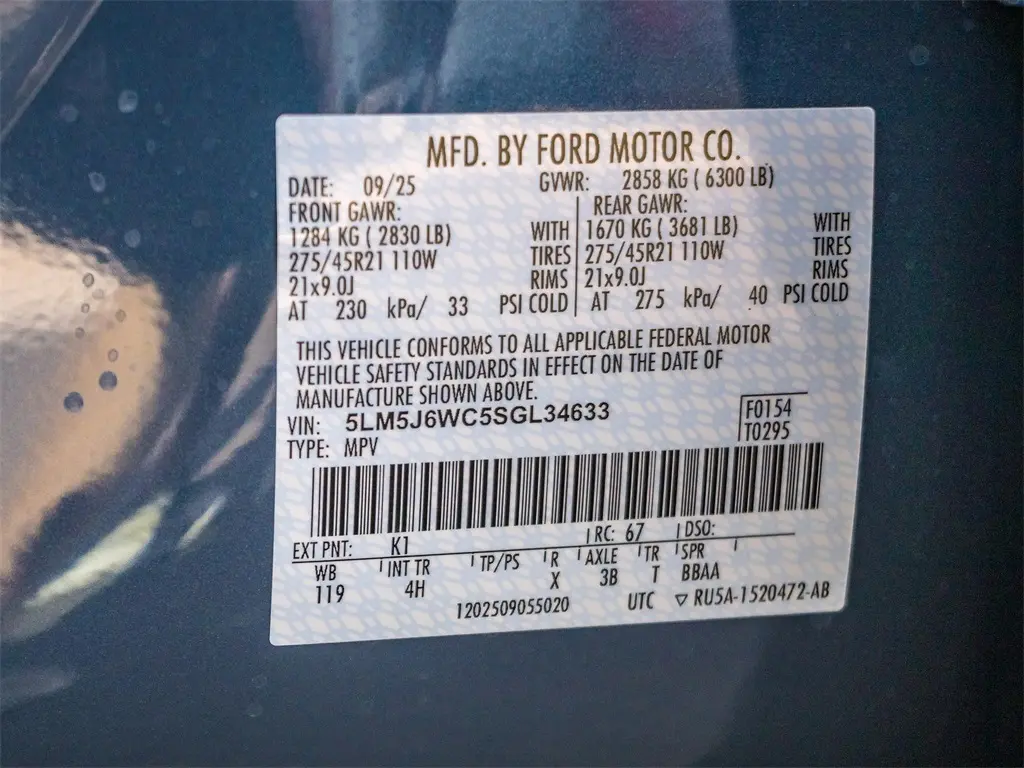 MFD. BY FORD MOTOR CO.
DATE: 09/25 GVWR: 2858 KG ( 6300 LB)
FRONT GAWR: REAR GAWR:
1284 KG ( 2830 LB) WITH 1670 KG ( 3681 LB) WITH
275/45R21 110W TIRES 275/45R21 110W TIRES
21x9.0J RIMS 21x9.0J RIMS
AT 230 kPa/ 33 PSI COLD AT 275 kPa/ 40 PSI COLD
THIS VEHICLE CONFORMS TO ALL APPLICABLE FEDERAL MOTOR
VEHICLE SAFETY STANDARDS IN EFFECT ON THE DATE OF
MANUFACTURE SHOWN ABOVE.
VIN: 5LM5J6WC5SGL34633 F0154
TYPE: MPV T0295
EXT PNT: K1 RC: 67 DSO:
WB INT TR TP/PS R AXLE TR SPR
119 4H X 3B T BBAA
1202509055020 UTC ▽ RU5A-1520472-AB